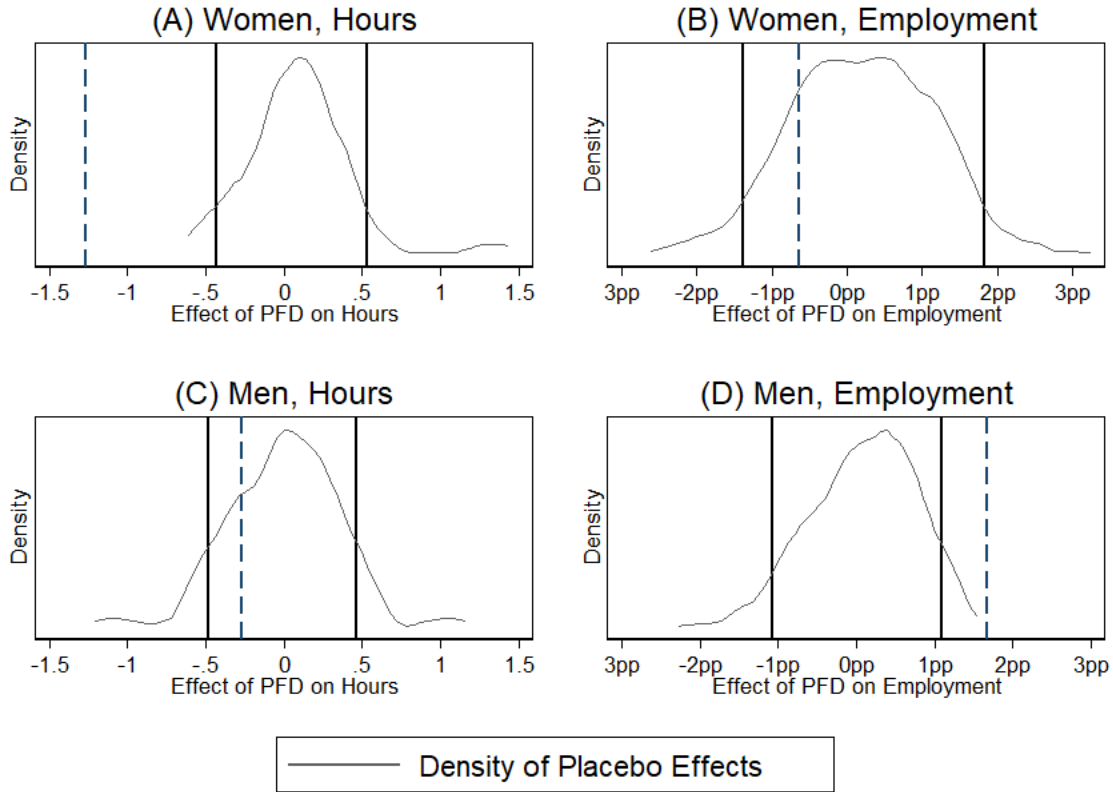 (A) Women, Hours
(B) Women, Employment
Density
Density
-1.5 -1 -.5 0 .5 1 1.5
3pp -2pp -1pp 0pp 1pp 2pp 3pp
Effect of PFD on Hours
Effect of PFD on Employment
(C) Men, Hours
(D) Men, Employment
Density
Density
-1.5 -1 -.5 0 .5 1 1.5
3pp -2pp -1pp 0pp 1pp 2pp 3pp
Effect of PFD on Hours
Effect of PFD on Employment
Density of Placebo Effects